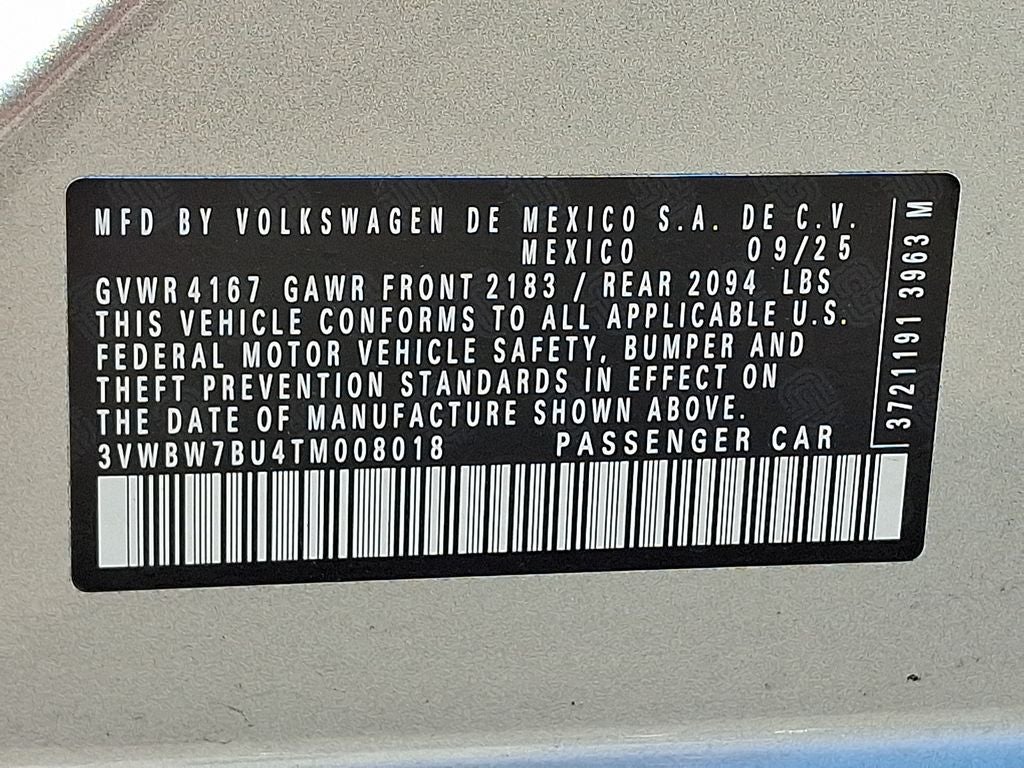 MFD BY VOLKSWAGEN DE MEXICO S.A. DE C.V.
MEXICO 09/25
GVWR 4167 GAWR FRONT 2183 / REAR 2094 LBS
THIS VEHICLE CONFORMS TO ALL APPLICABLE U.S.
FEDERAL MOTOR VEHICLE SAFETY, BUMPER AND
THEFT PREVENTION STANDARDS IN EFFECT ON
THE DATE OF MANUFACTURE SHOWN ABOVE.
3VWBW7BU4TM008018 PASSENGER CAR
3721191 3963 M